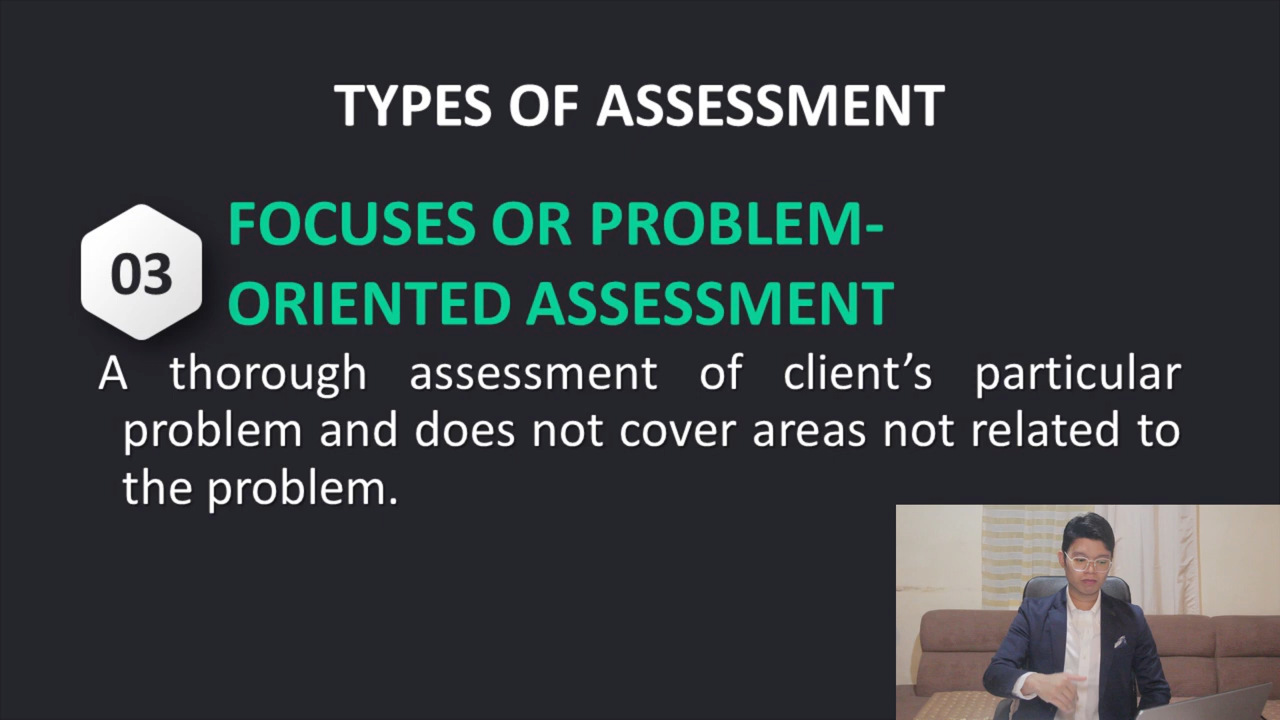 TYPES OF ASSESSMENT
03
FOCUSES OR PROBLEM-
ORIENTED ASSESSMENT
A thorough assessment of client’s particular
problem and does not cover areas not related to
the problem.